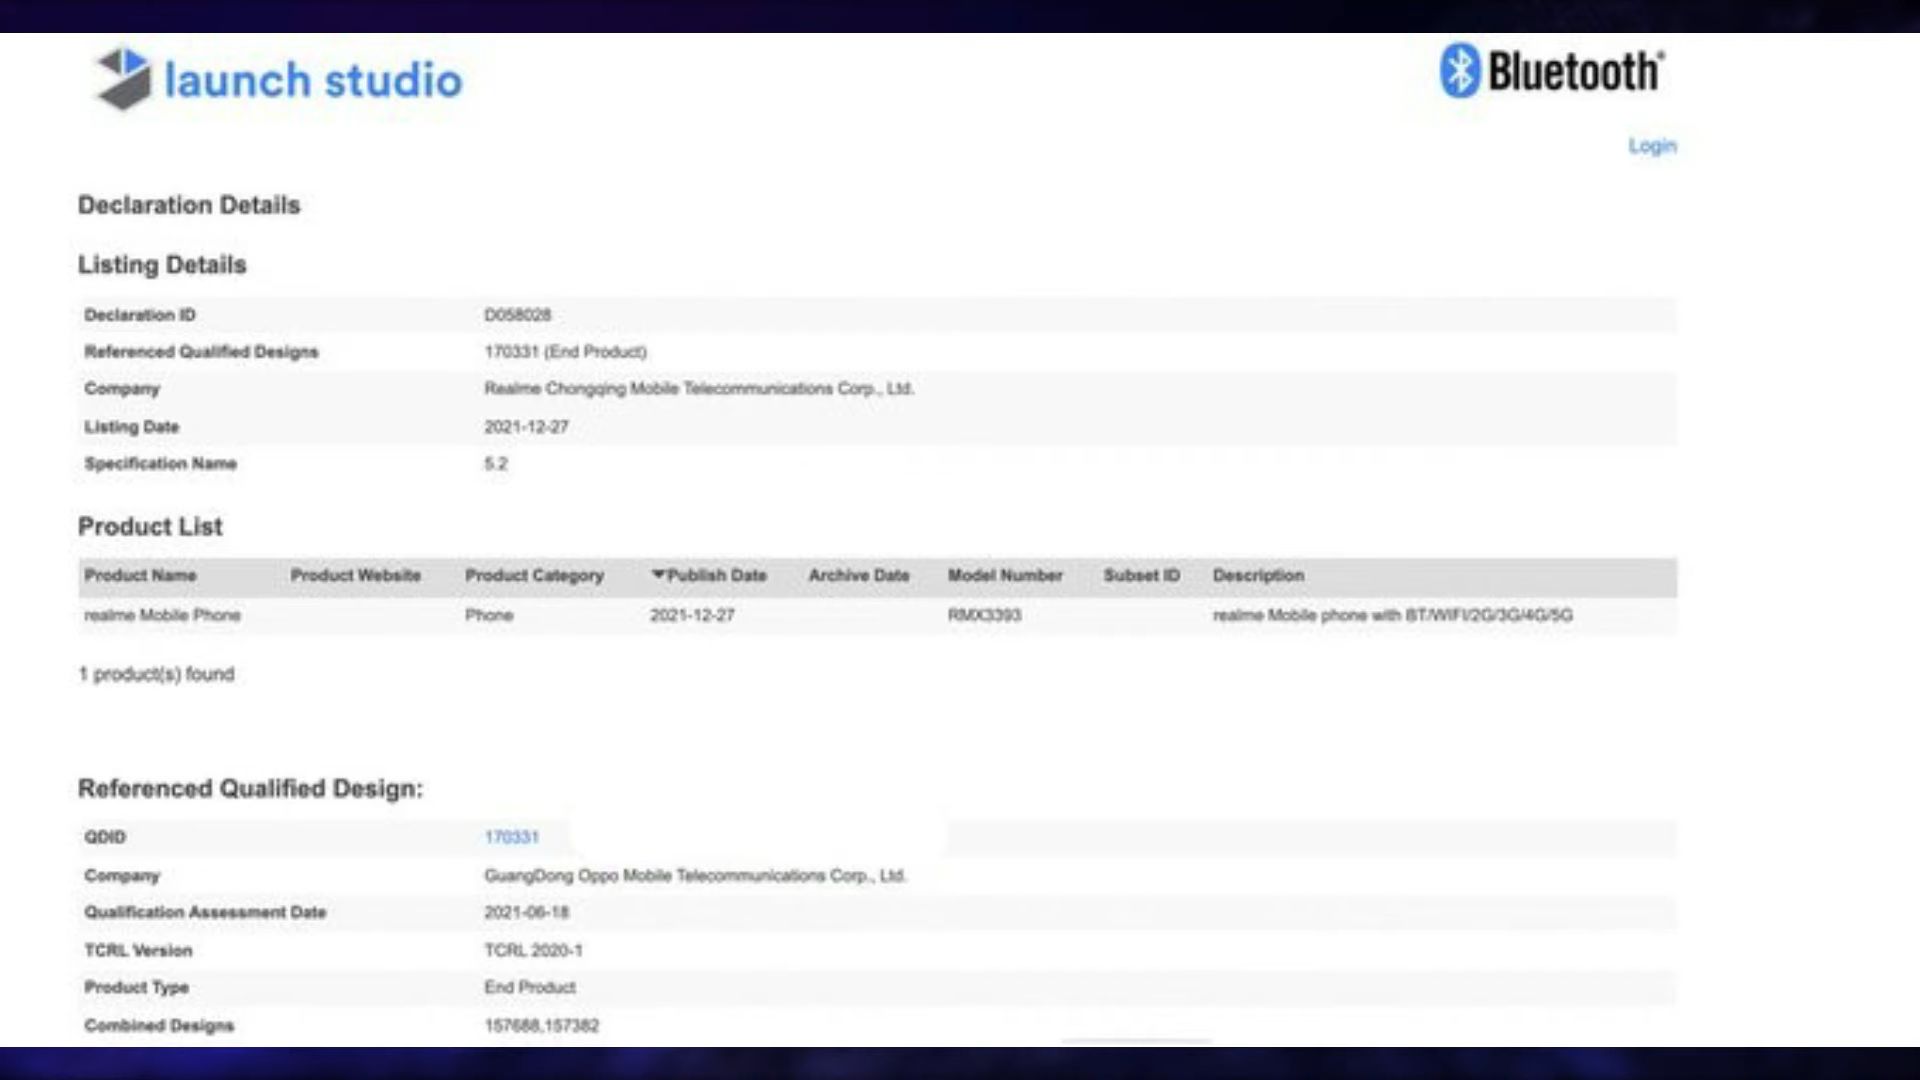 launch studio
Bluetooth®
Login
Declaration Details
Listing Details
Declaration ID D058028
Referenced Qualified Designs 170331 (End Product)
Company Realme Chongqing Mobile Telecommunications Corp., Ltd.
Listing Date 2021-12-27
Specification Name 5.2
Product List
Product Name Product Website Product Category ▼Publish Date Archive Date Model Number Subset ID Description
realme Mobile Phone Phone 2021-12-27 RMX3393 realme Mobile phone with BT/WIFI/2G/3G/4G/5G
1 product(s) found
Referenced Qualified Design:
QDID 170331
Company GuangDong Oppo Mobile Telecommunications Corp., Ltd.
Qualification Assessment Date 2021-06-18
TCRL Version TCRL 2020-1
Product Type End Product
Combined Designs 157688,157382